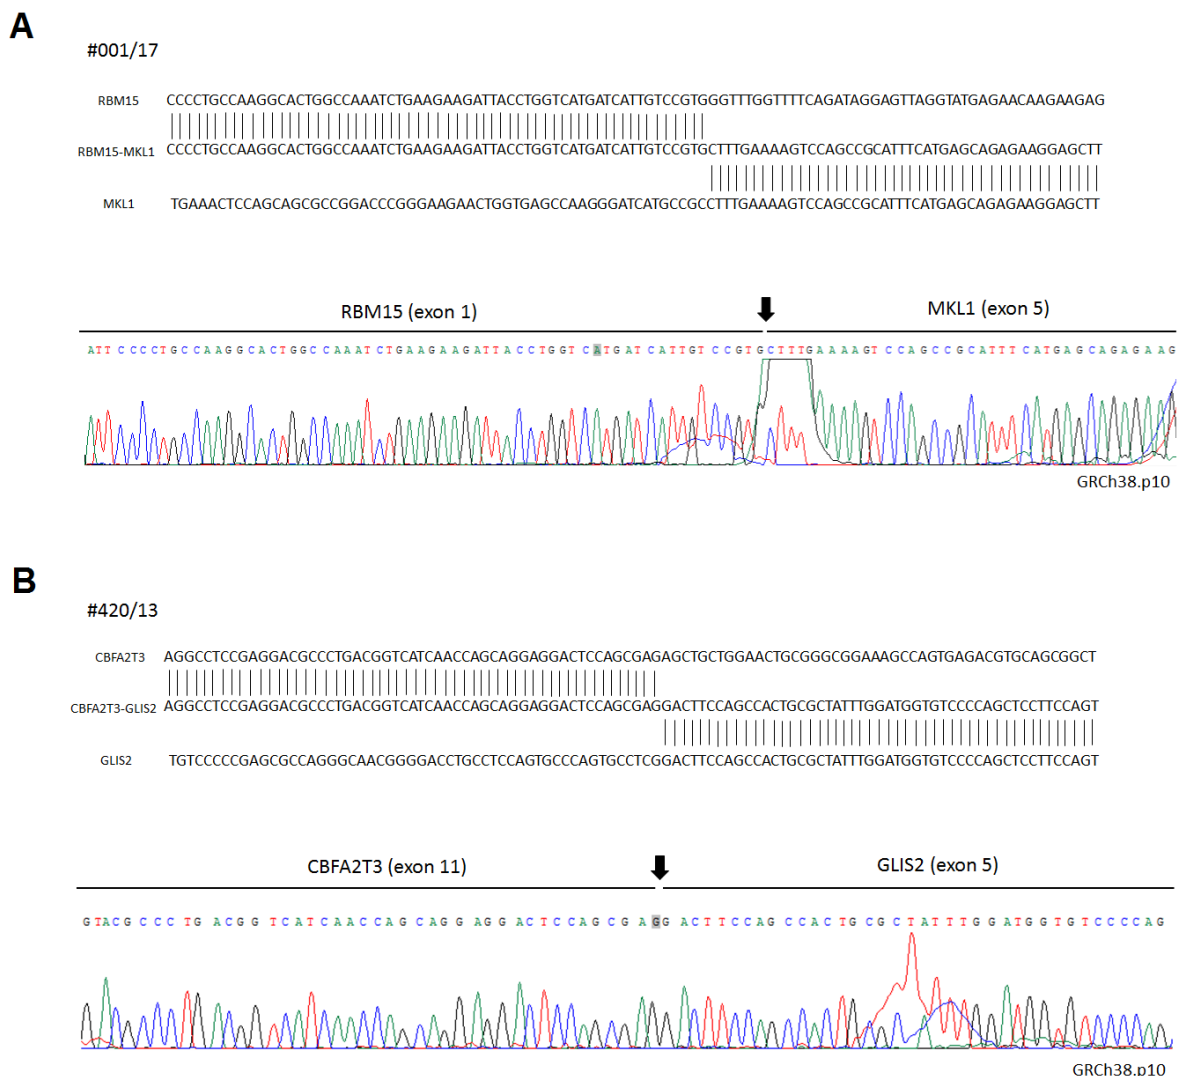 A
#001/17
RBM15 CCCCTGCCAAGGCACTGGCCAAATCTGAAGAAGATTACCTGGTCATGATCATTGTCCGTGGGTTTGGTTTTCAGATAGGAGTTAGGTATGAGAACAAGAAGAG
RBM15-MKL1 CCCCTGCCAAGGCACTGGCCAAATCTGAAGAAGATTACCTGGTCATGATCATTGTCCGTGCTTTGAAAAGTCCAGCCGCATTTCATGAGCAGAGAAGGAGCTT
MKL1 TGAAACTCCAGCAGCGCCGGACCCGGGAAGAACTGGTGAGCCAAGGGATCATGCCGCCTTTGAAAAGTCCAGCCGCATTTCATGAGCAGAGAAGGAGCTT
RBM15 (exon 1) MKL1 (exon 5)
ATTCCCCTGCCAAGGCACTGGCCAAATCTGAAGAAGATTACCTGGTCATGATCATTGTCCGTGCTTTGAAAAGTCCAGCCGCATTTCATGAGCAGAGAAG
GRCh38.p10
B
#420/13
CBFA2T3 AGGCCTCCGAGGACGCCCTGACGGTCATCAACCAGCAGGAGGACTCCAGCGAGAGCTGCTGGAACTGCGGGCGGAAAGCCAGTGAGACGTGCAGCGGCT
CBFA2T3-GLIS2 AGGCCTCCGAGGACGCCCTGACGGTCATCAACCAGCAGGAGGACTCCAGCGAGGACTTCCAGCCACTGCGCTATTTGGATGGTGTCCCCAGCTCCTTCCAGT
GLIS2 TGTCCCCCGAGCGCCAGGGCAACGGGGACCTGCCTCCAGTGCCCAGTGCCTCGGACTTCCAGCCACTGCGCTATTTGGATGGTGTCCCCAGCTCCTTCCAGT
CBFA2T3 (exon 11) GLIS2 (exon 5)
GTACGCCCTGACGGTCATCAACCAGCAGGAGGACTCCAGCGAGGACTTCCAGCCACTGCGCTATTTGGATGGTGTCCCCAG
GRCh38.p10